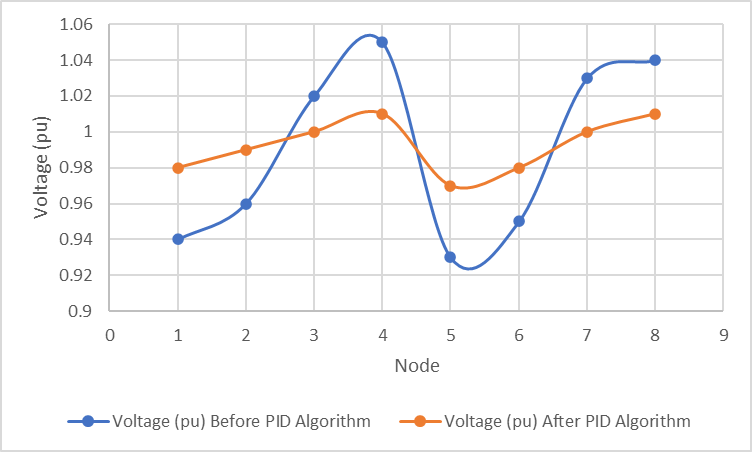 1.06
1.04
1.02
1
0.98
0.96
0.94
0.92
0.9
Voltage (pu)
0 1 2 3 4 5 6 7 8 9
Node
Voltage (pu) Before PID Algorithm Voltage (pu) After PID Algorithm